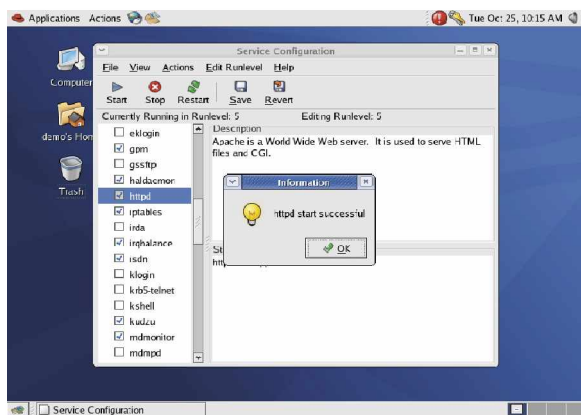 Applications Actions Tue Oct 25, 10:15 AM
Computer
demo's Hom
Trash
Service Configuration
File View Actions Edit Runlevel Help
Start Stop Restart Save Revert
Currently Running in Runlevel: 5 Editing Runlevel: 5
Description
Apache is a World Wide Web server. It is used to serve HTML
files and CGI.
eklogin
gpm
gssftp
haldaemon
httpd
iptables
irda
irqbalance
isdn
klogin
krb5-telnet
kshell
kudzu
mdmonitor
mdmpd
Information
httpd start successful
OK
St
Service Configuration